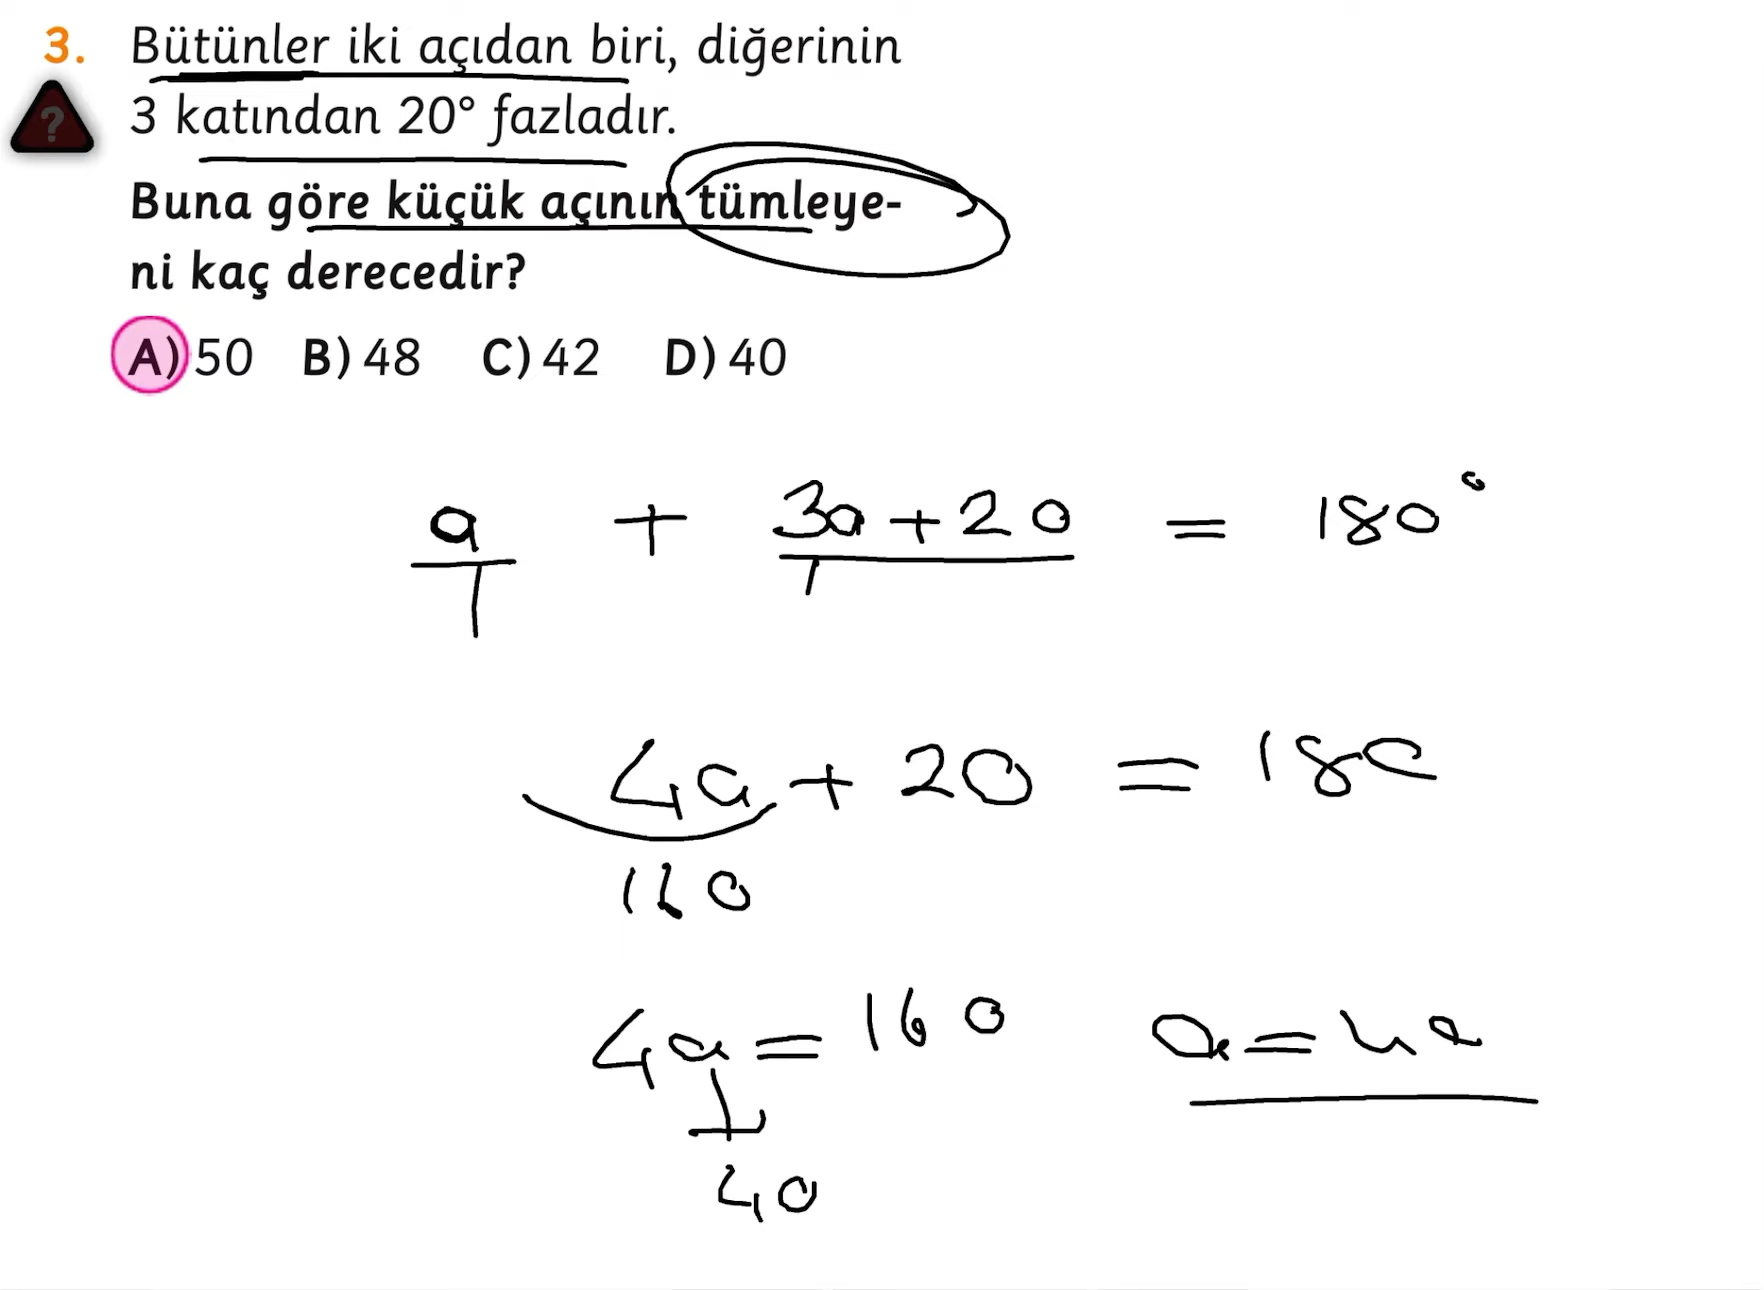 3. Bütünler iki açıdan biri, diğerinin
3 katından 20° fazladır.
Buna göre küçük açının tümleye-
ni kaç derecedir?
A) 50 B) 48 C) 42 D) 40
a + 3a + 20 = 180°
4a + 20 = 180
160
4a = 160 a = 40
40